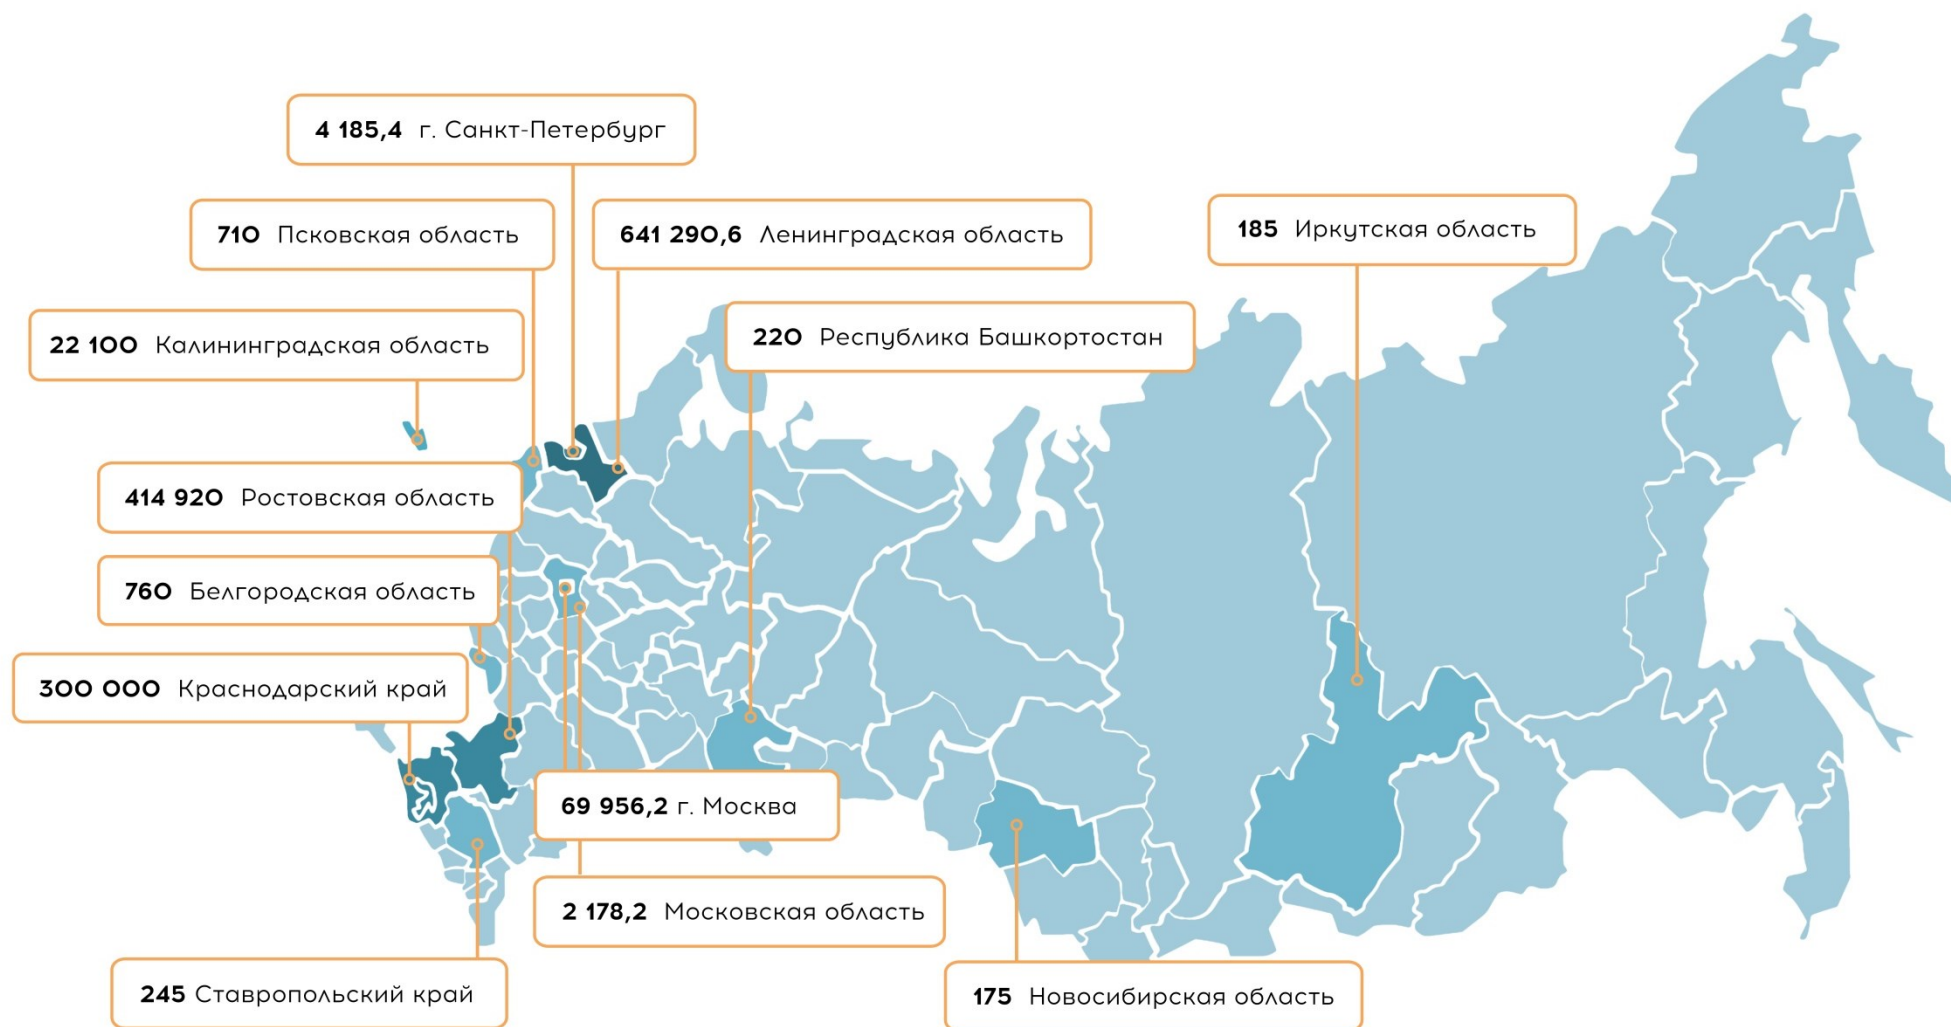 4 185,4 г. Санкт-Петербург
710 Псковская область
641 290,6 Ленинградская область
185 Иркутская область
22 100 Калининградская область
220 Республика Башкортостан
414 920 Ростовская область
760 Белгородская область
300 000 Краснодарский край
69 956,2 г. Москва
2 178,2 Московская область
245 Ставропольский край
175 Новосибирская область